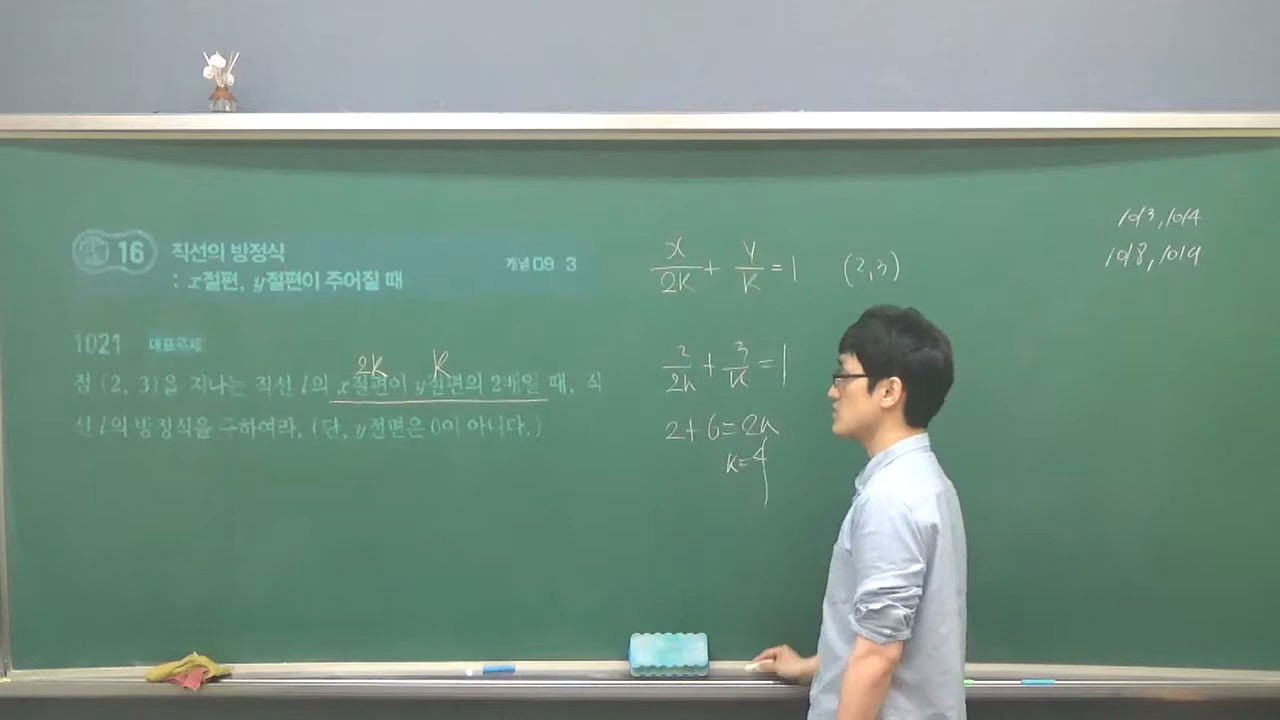 16 직선의 방정식
: x절편, y절편이 주어질 때
개념 09 3
1021 대표문제
점 (2, 3)을 지나는 직선 l의 x절편이 y절편의 2배일 때, 직
선 l의 방정식을 구하여라. (단, y절편은 0이 아니다.)
2K K
x/2K + y/K = 1 (2,3)
2/2k + 3/K = 1
2+6=2k
k=4
1013, 1014
1018, 1019